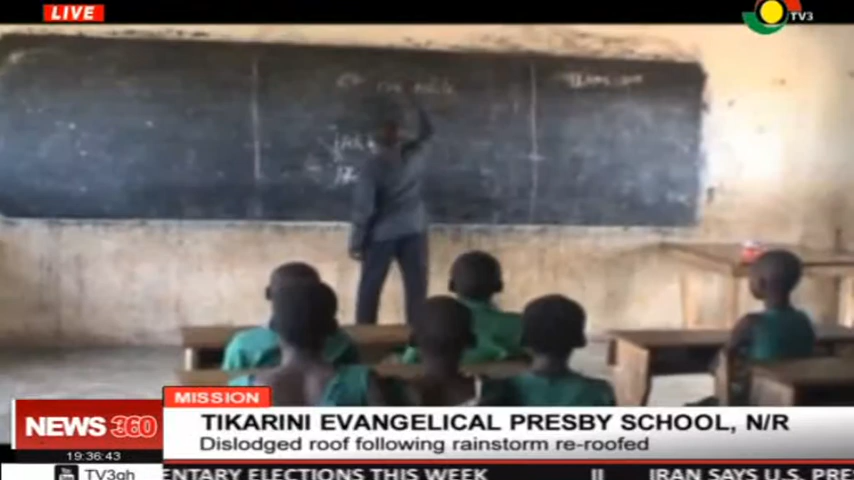 LIVE
TV3
MISSION
TIKARINI EVANGELICAL PRESBY SCHOOL, N/R
NEWS 360
Dislodged roof following rainstorm re-roofed
19:36:43
TV3gh
ENTARY ELECTIONS THIS WEEK || IRAN SAYS U.S. PRE